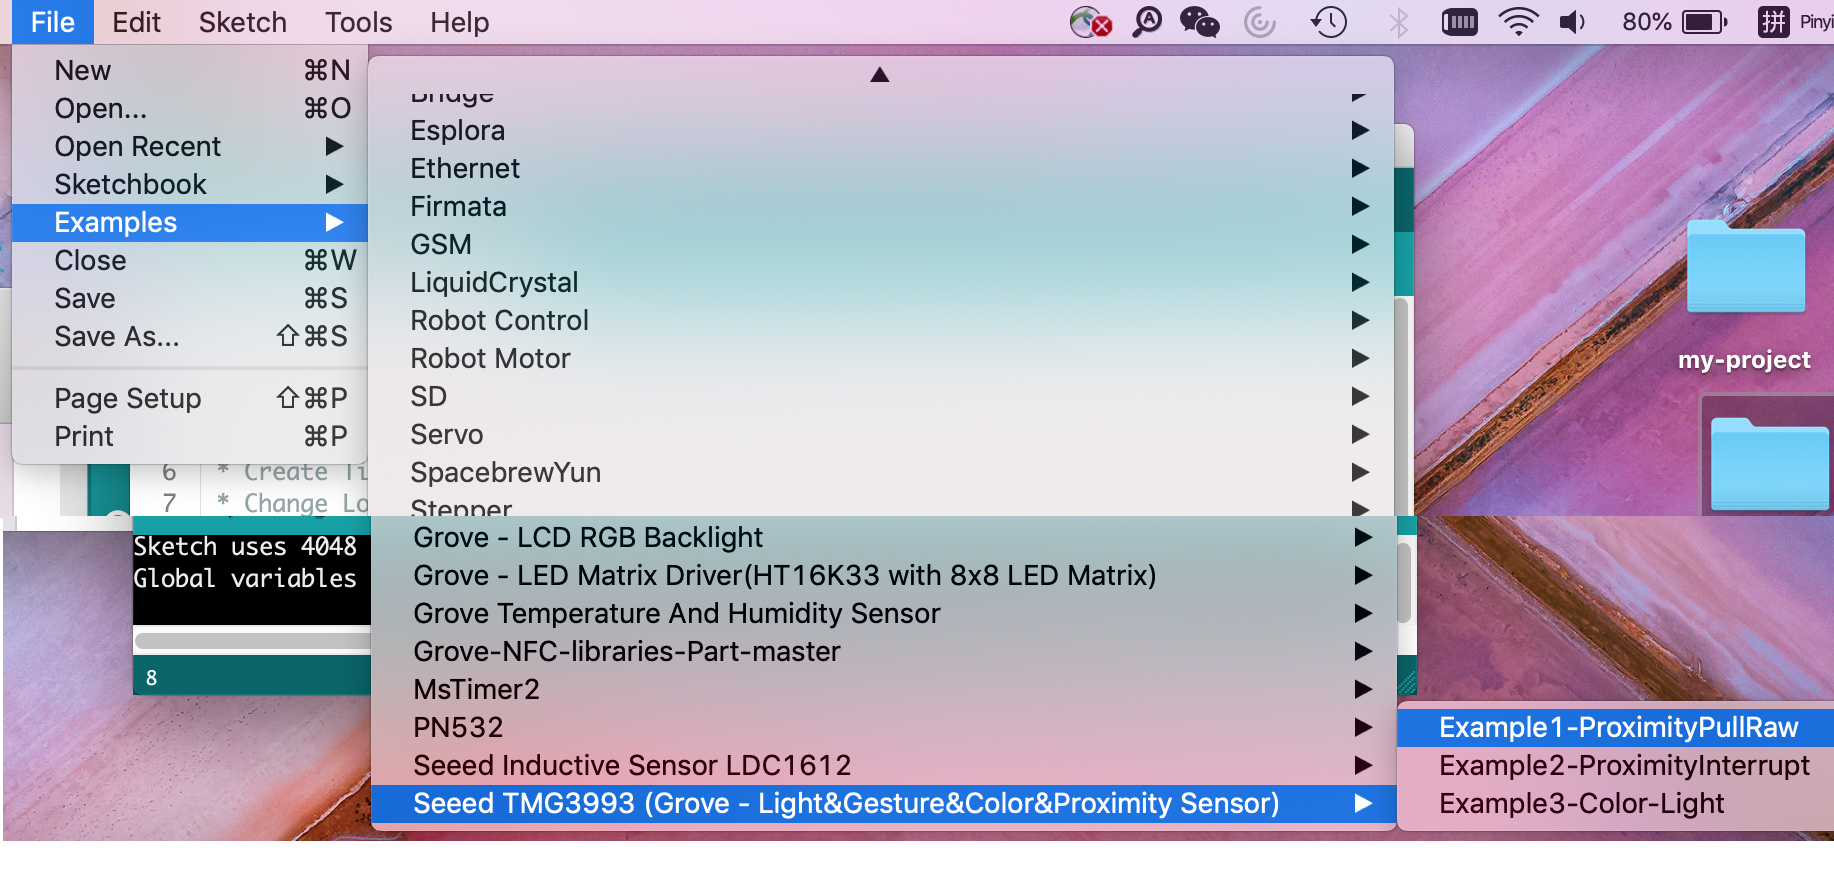 File Edit Sketch Tools Help 80% 拼 Pinyi
New ⌘N
Open... ⌘O
Open Recent
Sketchbook
Examples
Close ⌘W
Save ⌘S
Save As... ⇧⌘S
Page Setup ⇧⌘P
Print ⌘P
Bridge
Esplora
Ethernet
Firmata
GSM
LiquidCrystal
Robot Control
Robot Motor
SD
Servo
SpacebrewYun
Stepper
my-project
6 * Create Ti
7 * Change Lo
Sketch uses 4048
Global variables
8
Grove - LCD RGB Backlight
Grove - LED Matrix Driver(HT16K33 with 8x8 LED Matrix)
Grove Temperature And Humidity Sensor
Grove-NFC-libraries-Part-master
MsTimer2
PN532
Seeed Inductive Sensor LDC1612
Seeed TMG3993 (Grove - Light&Gesture&Color&Proximity Sensor)
Example1-ProximityPullRaw
Example2-ProximityInterrupt
Example3-Color-Light